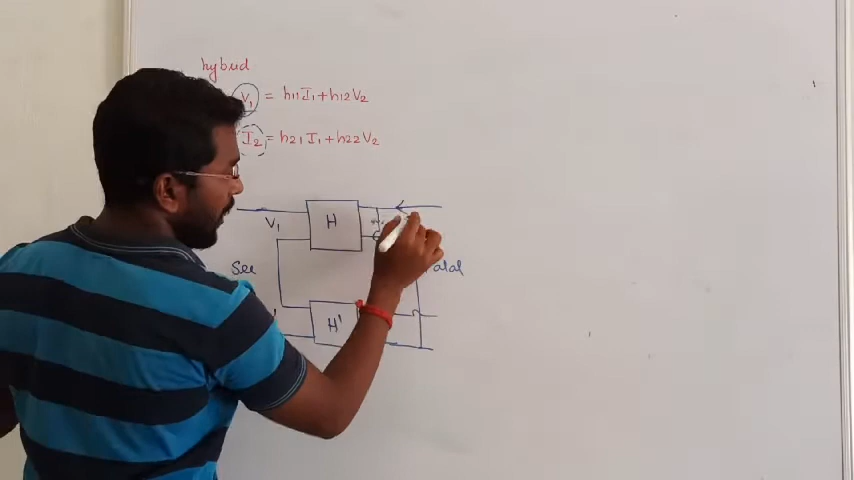 hybrid
V1 = h11 I1 + h12 V2
I2 = h21 I1 + h22 V2
H
V1
See
H'